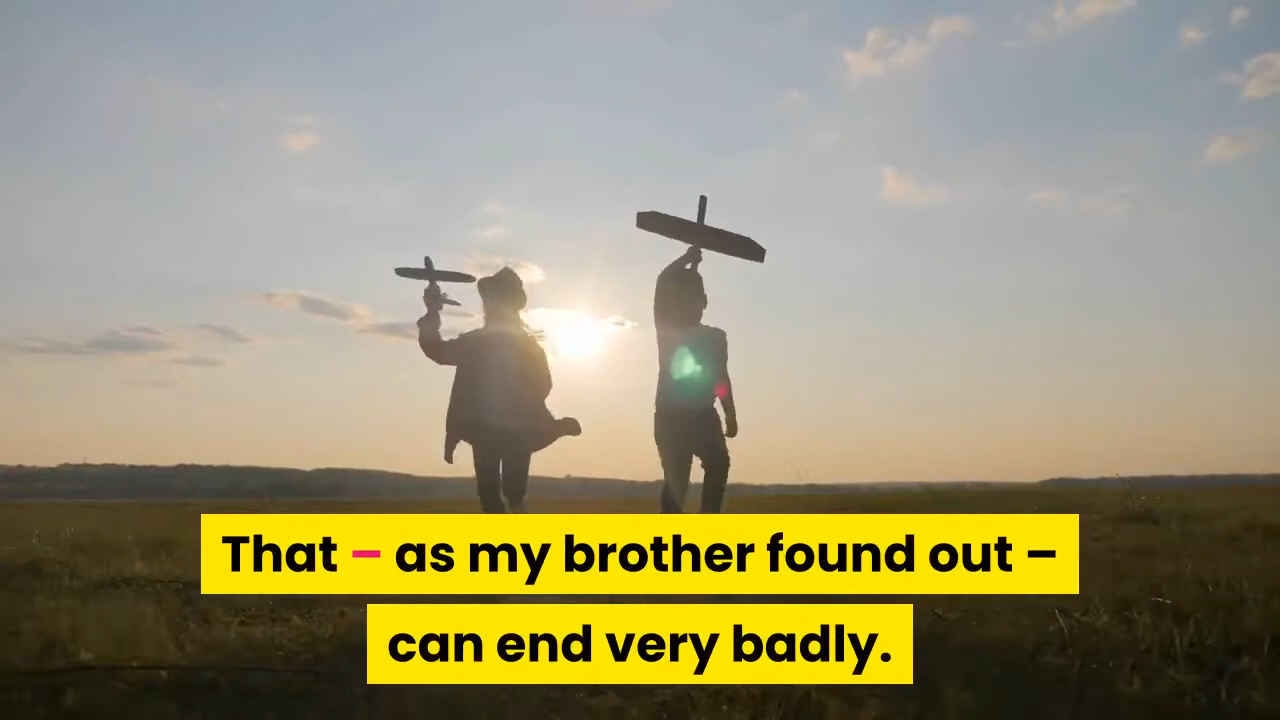 That – as my brother found out –
can end very badly.